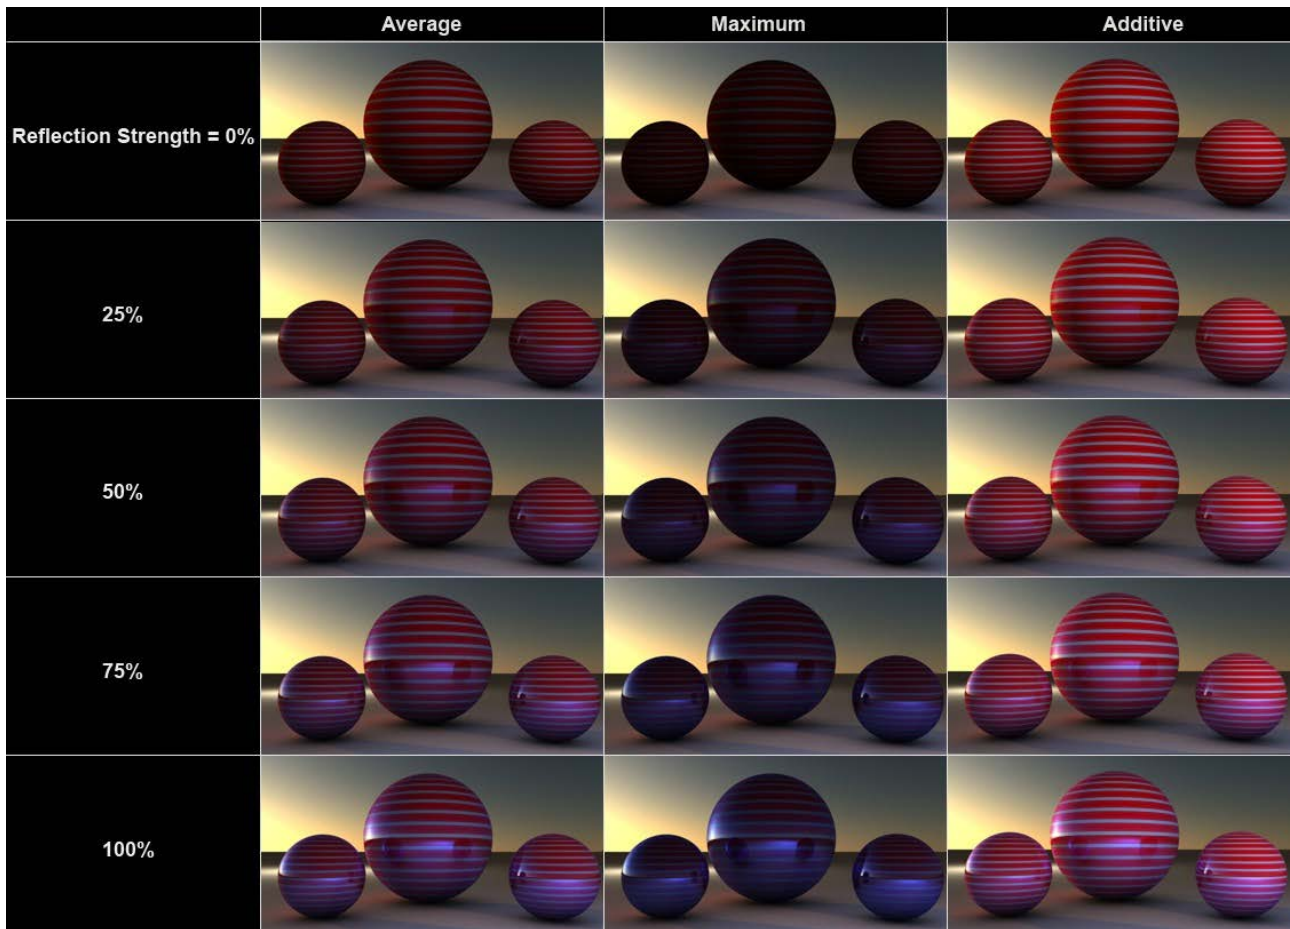 Average
Maximum
Additive
Reflection Strength = 0%
25%
50%
75%
100%